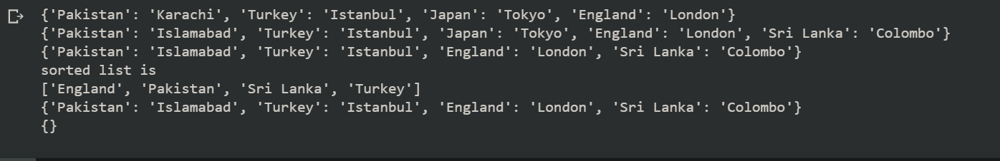 {'Pakistan': 'Karachi', 'Turkey': 'Istanbul', 'Japan': 'Tokyo', 'England': 'London'}
{'Pakistan': 'Islamabad', 'Turkey': 'Istanbul', 'Japan': 'Tokyo', 'England': 'London', 'Sri Lanka': 'Colombo'}
{'Pakistan': 'Islamabad', 'Turkey': 'Istanbul', 'England': 'London', 'Sri Lanka': 'Colombo'}
sorted list is
['England', 'Pakistan', 'Sri Lanka', 'Turkey']
{'Pakistan': 'Islamabad', 'Turkey': 'Istanbul', 'England': 'London', 'Sri Lanka': 'Colombo'}
{}